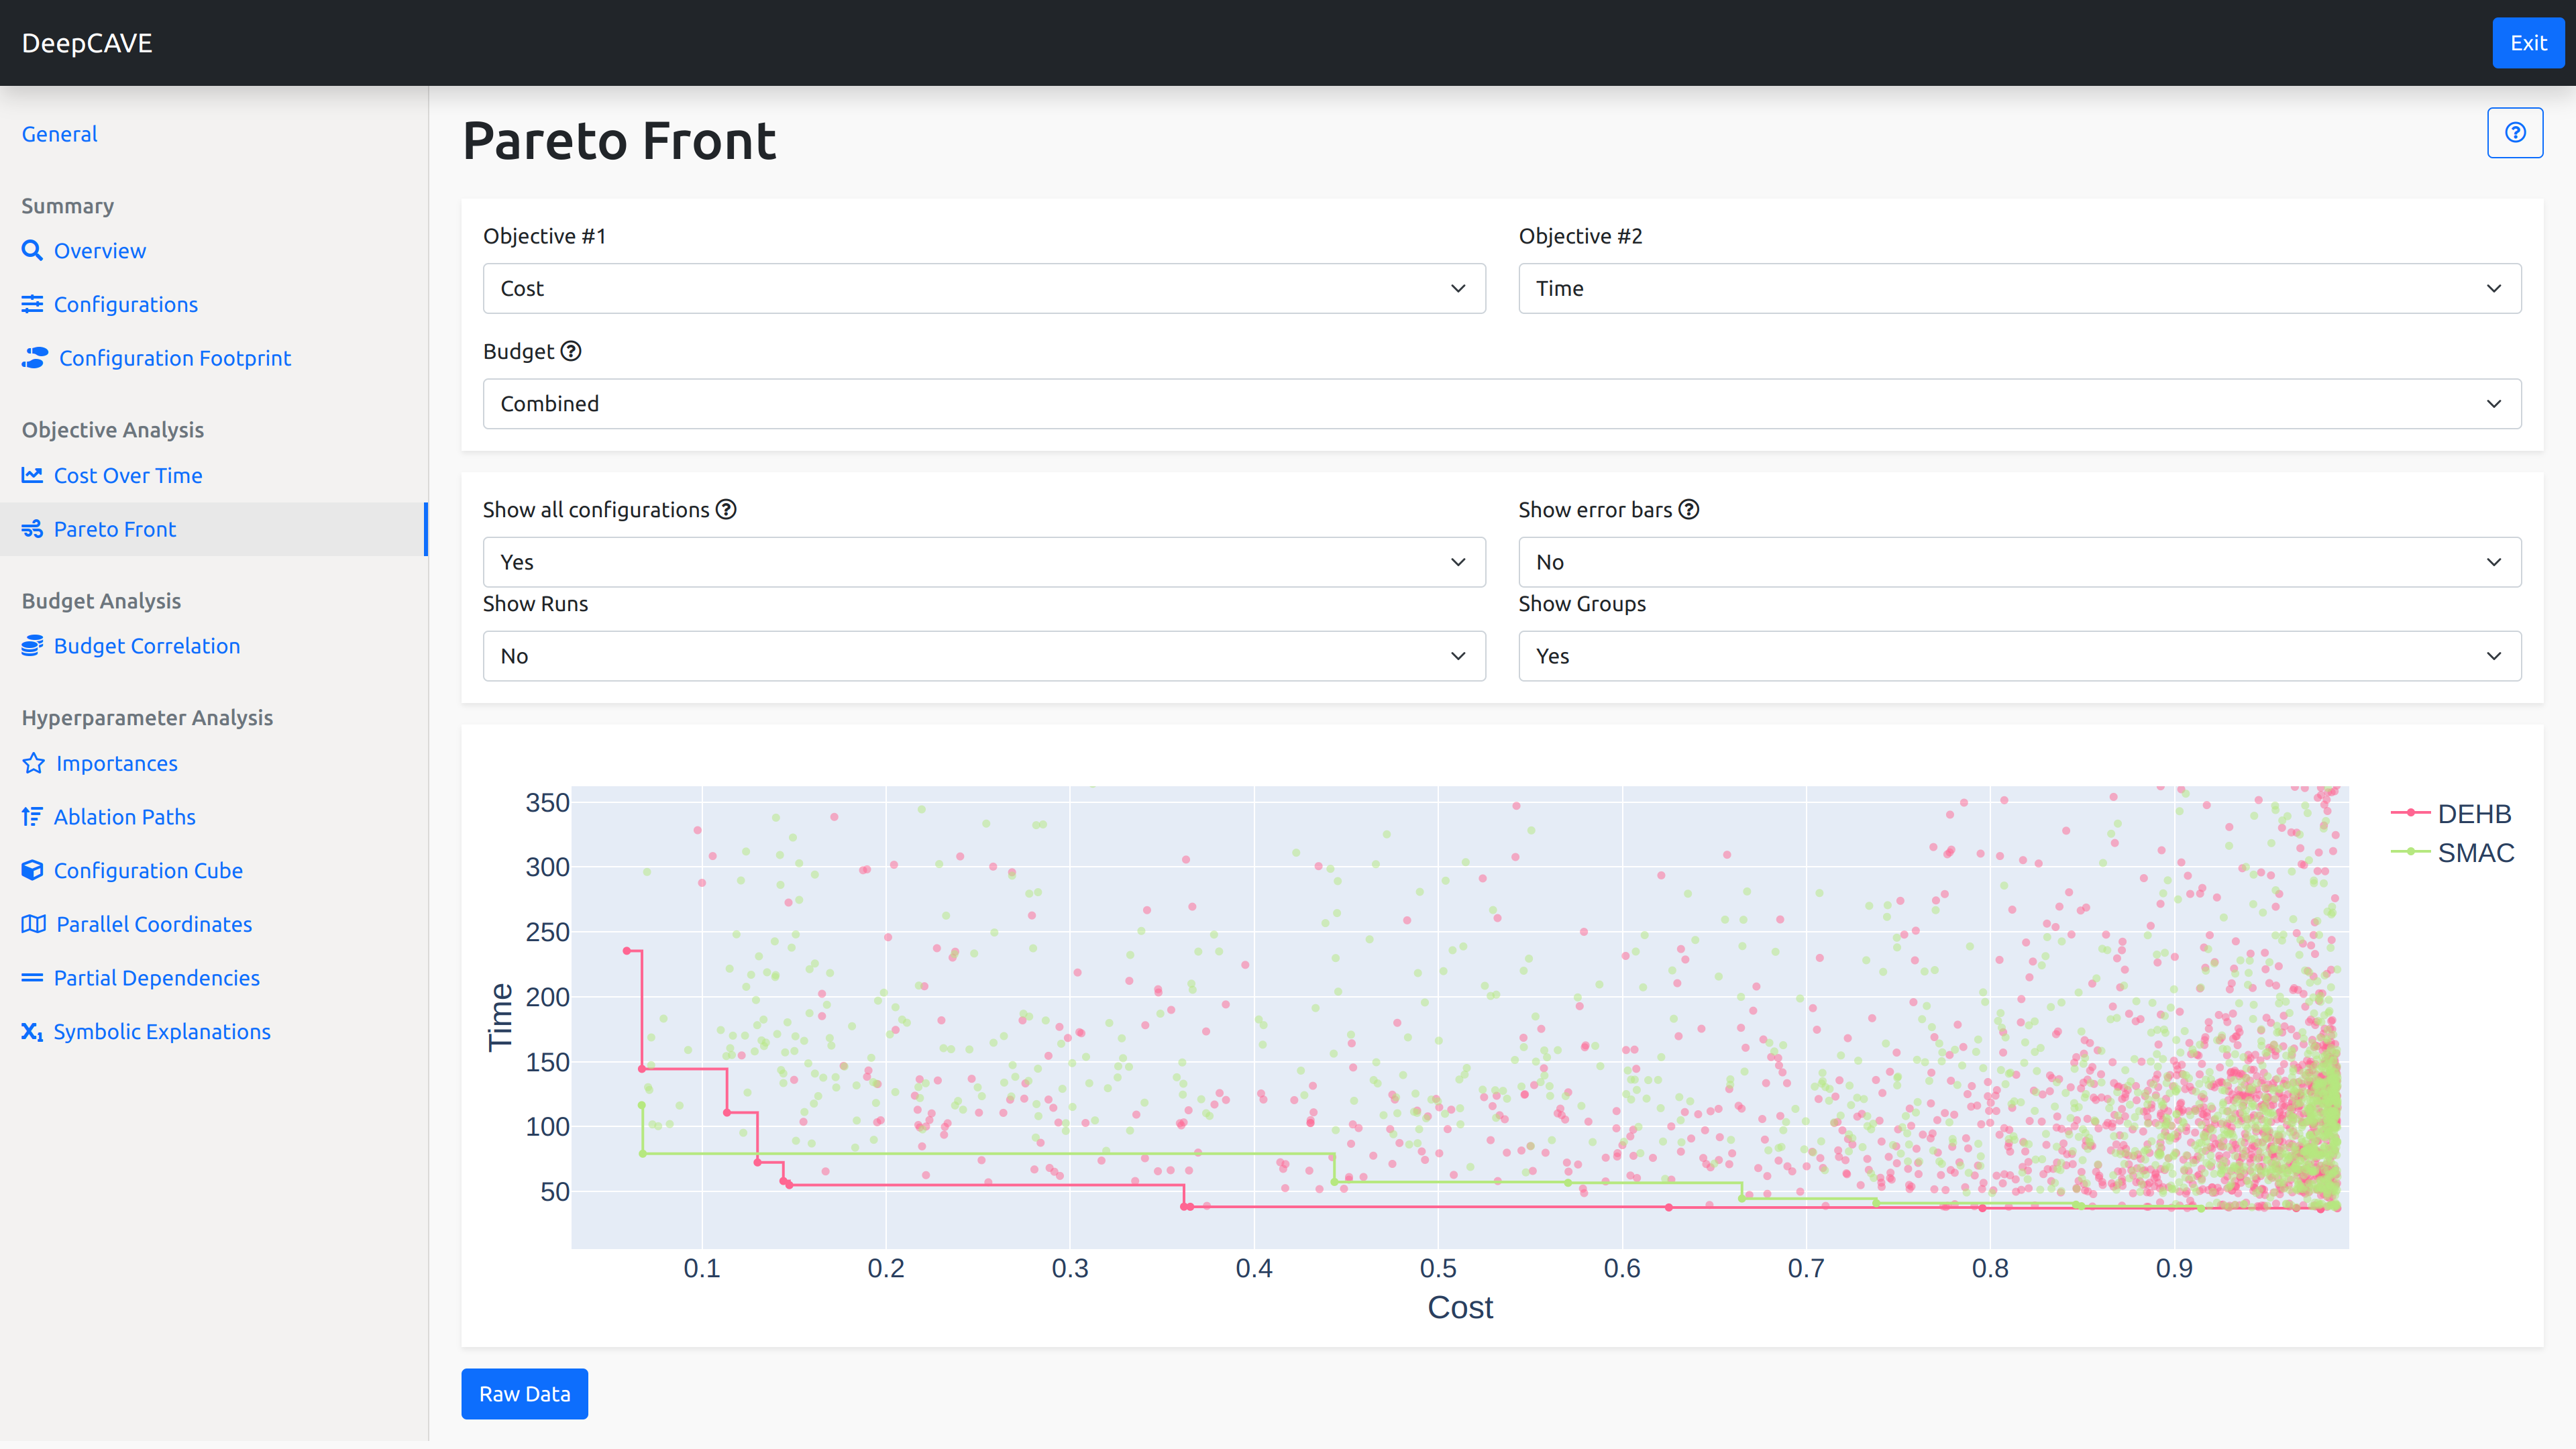 DeepCAVE
Exit
General
Summary
Overview
Configurations
Configuration Footprint
Objective Analysis
Cost Over Time
Pareto Front
Budget Analysis
Budget Correlation
Hyperparameter Analysis
Importances
Ablation Paths
Configuration Cube
Parallel Coordinates
Partial Dependencies
Symbolic Explanations
Pareto Front
Objective #1
Objective #2
Cost
Time
Budget
Combined
Show all configurations
Show error bars
Yes
No
Show Runs
Show Groups
No
Yes
350
300
250
200
150
100
50
Time
0.1 0.2 0.3 0.4 0.5 0.6 0.7 0.8 0.9
Cost
DEHB
SMAC
Raw Data